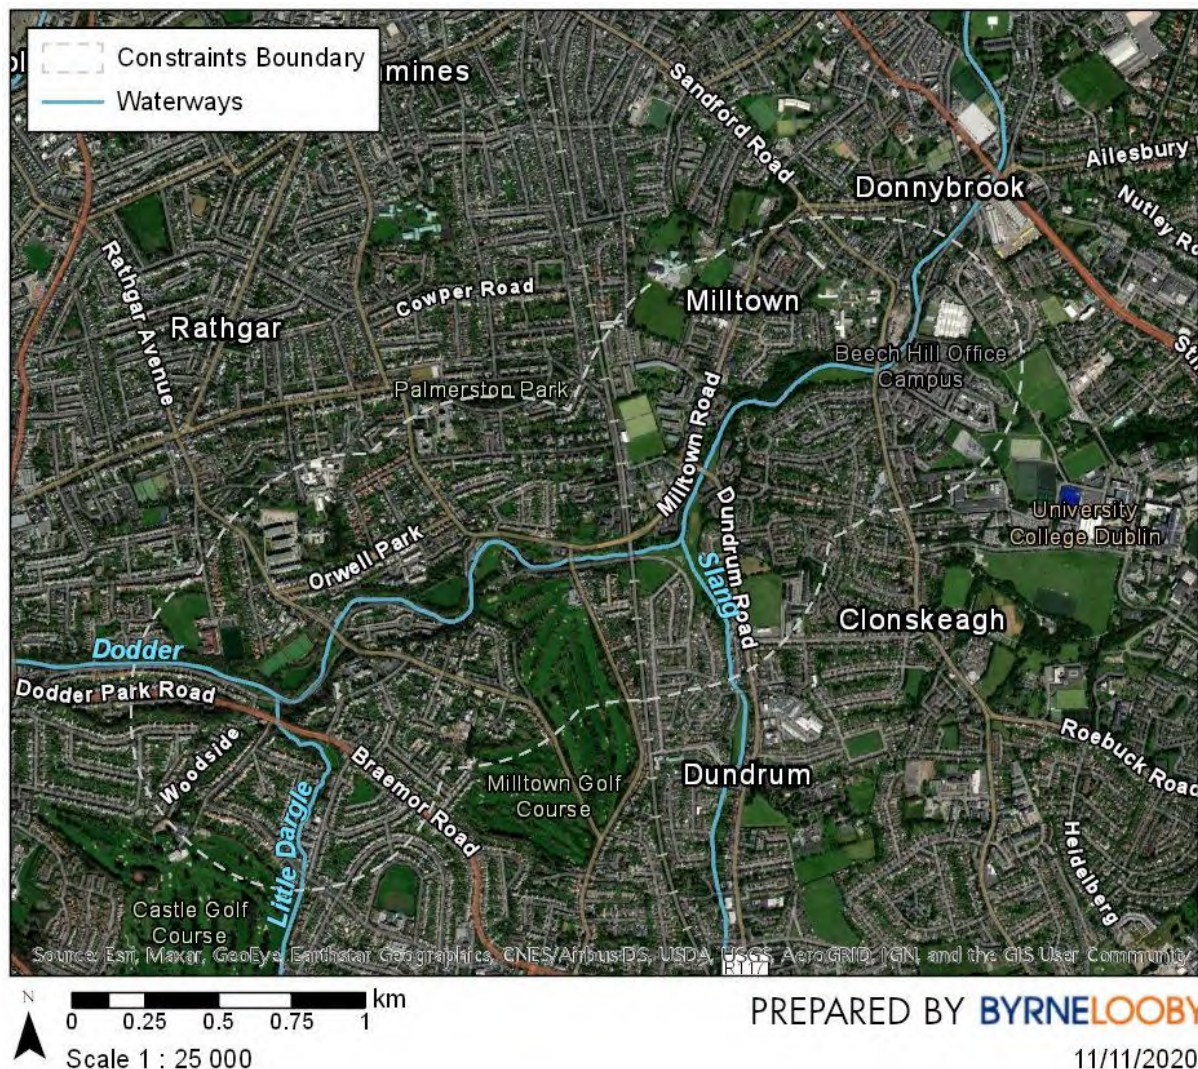 Constraints Boundary
Waterways
mines
Sandford Road
Ailesbury
Donnybrook
Nutley Ro
Rathgar Avenue
Cowper Road
Milltown
Rathgar
Beech Hill Office
Campus
Palmerston Park
Milltown Road
University
College Dublin
Orwell Park
Dundrum Road
Slang
Clonskeagh
Dodder
Dodder Park Road
Roebuck Road
Woodside
Braemor Road
Milltown Golf
Course
Dundrum
Little Dargle
Heidelberg
Castle Golf
Course
Source: Esri, Maxar, GeoEye, Earthstar Geographics, CNES/Airbus DS, USDA, USGS, AeroGRID, IGN, and the GIS User Community
R117
N
km
0 0.25 0.5 0.75 1
Scale 1 : 25 000
PREPARED BY BYRNELOOBY
11/11/2020